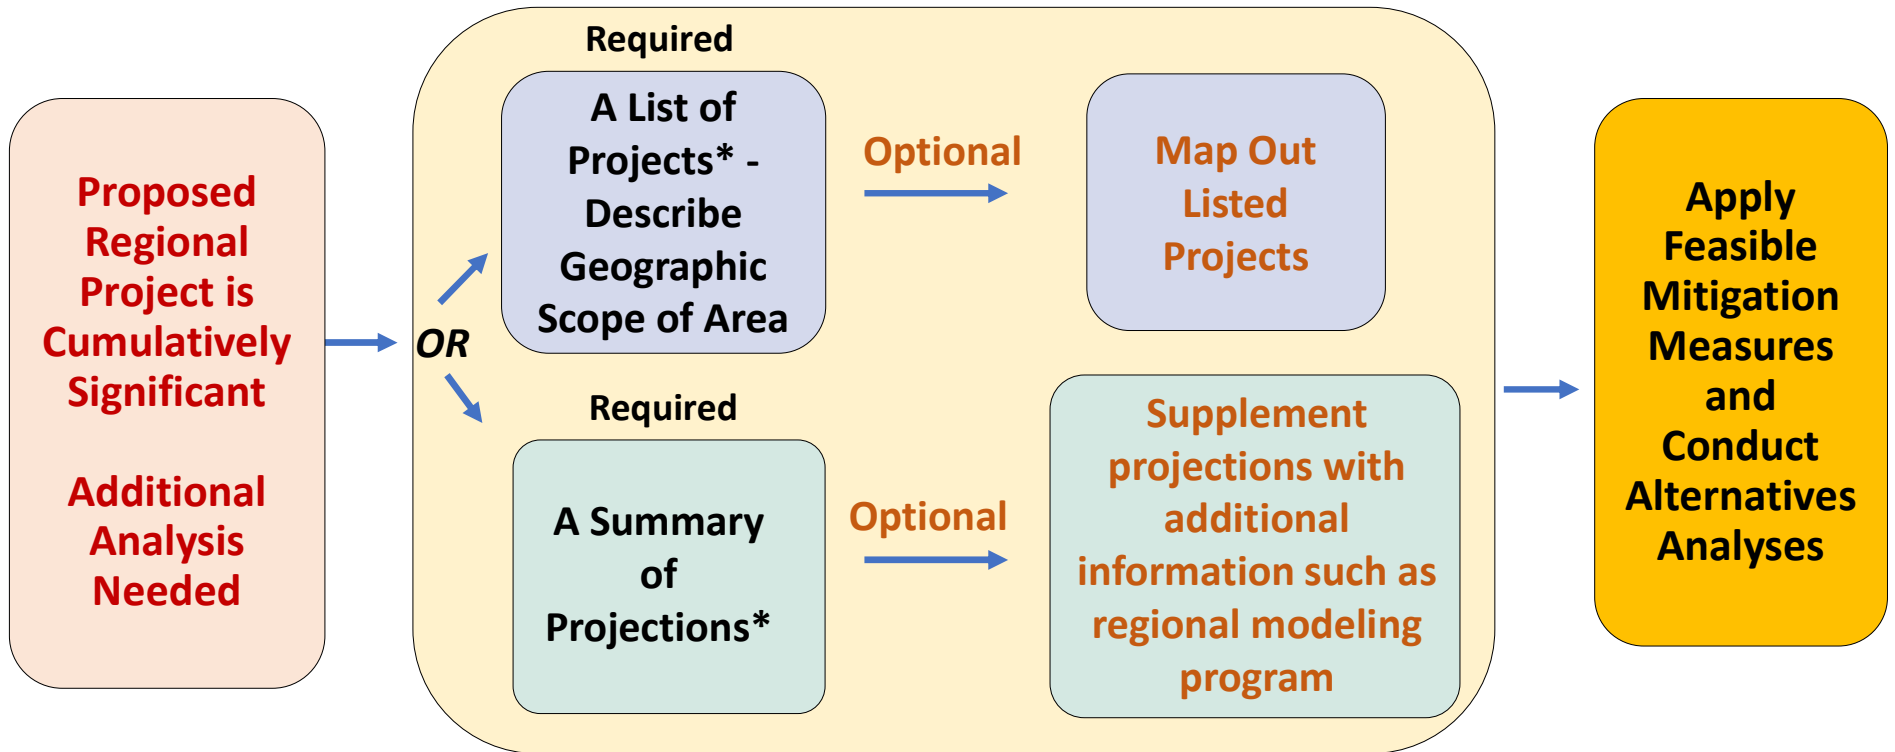 Proposed
Regional
Project is
Cumulatively
Significant
Additional
Analysis
Needed
OR
Required
A List of
Projects* -
Describe
Geographic
Scope of Area
Optional
Map Out
Listed
Projects
Required
A Summary
of
Projections*
Optional
Supplement
projections with
additional
information such as
regional modeling
program
Apply
Feasible
Mitigation
Measures
and
Conduct
Alternatives
Analyses